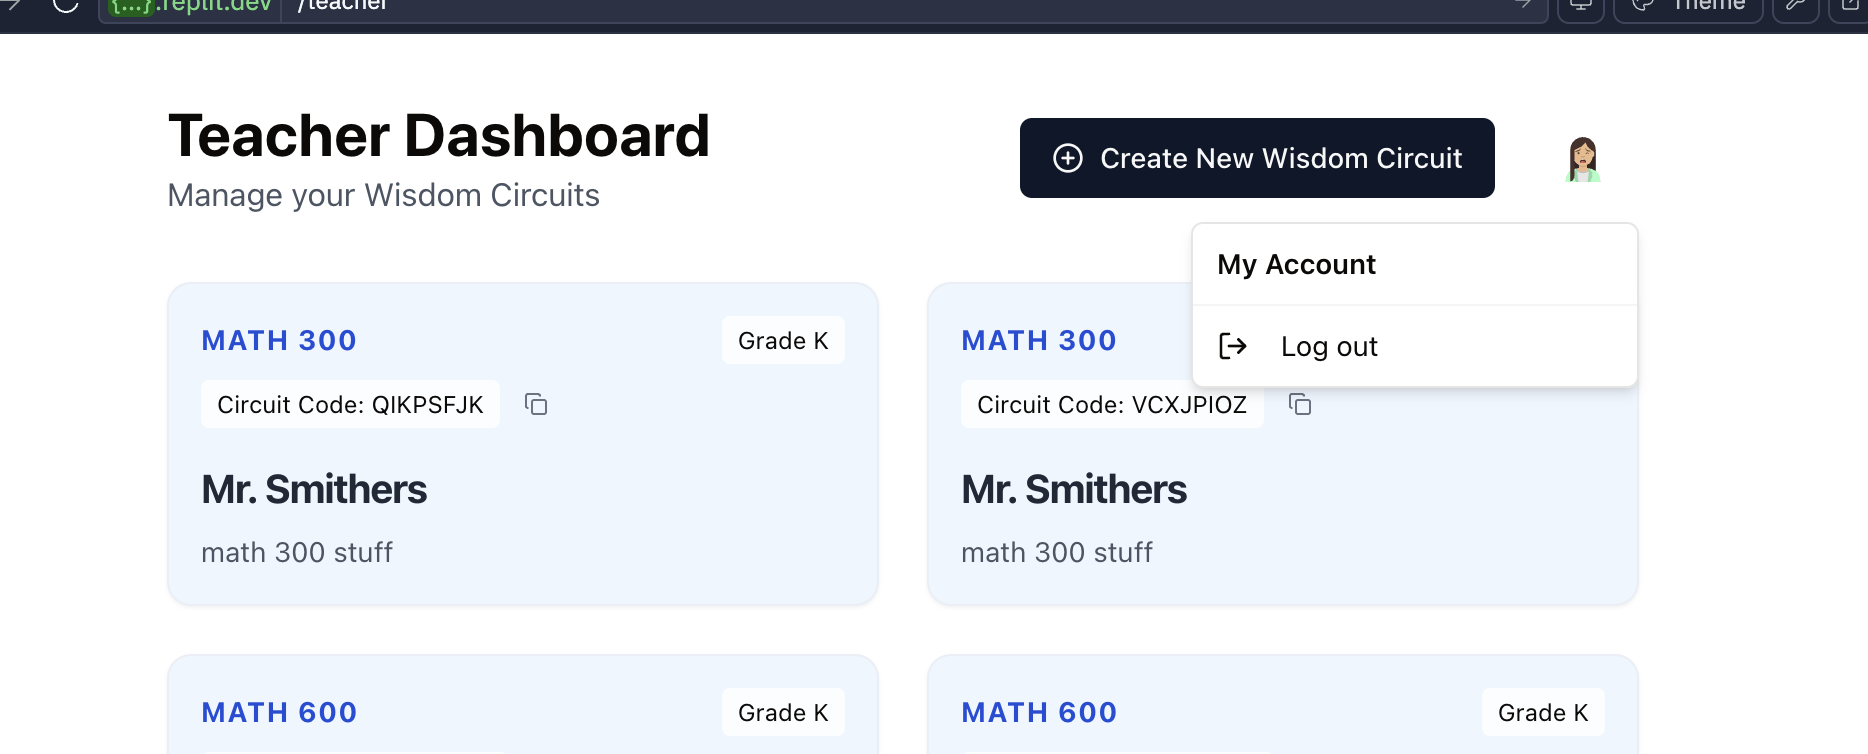 {...}.replit.dev /teacher
Theme
Teacher Dashboard
Manage your Wisdom Circuits
Create New Wisdom Circuit
My Account
Log out
MATH 300
Grade K
Circuit Code: QIKPSFJK
Mr. Smithers
math 300 stuff
MATH 300
Circuit Code: VCXJPIOZ
Mr. Smithers
math 300 stuff
MATH 600
Grade K
MATH 600
Grade K